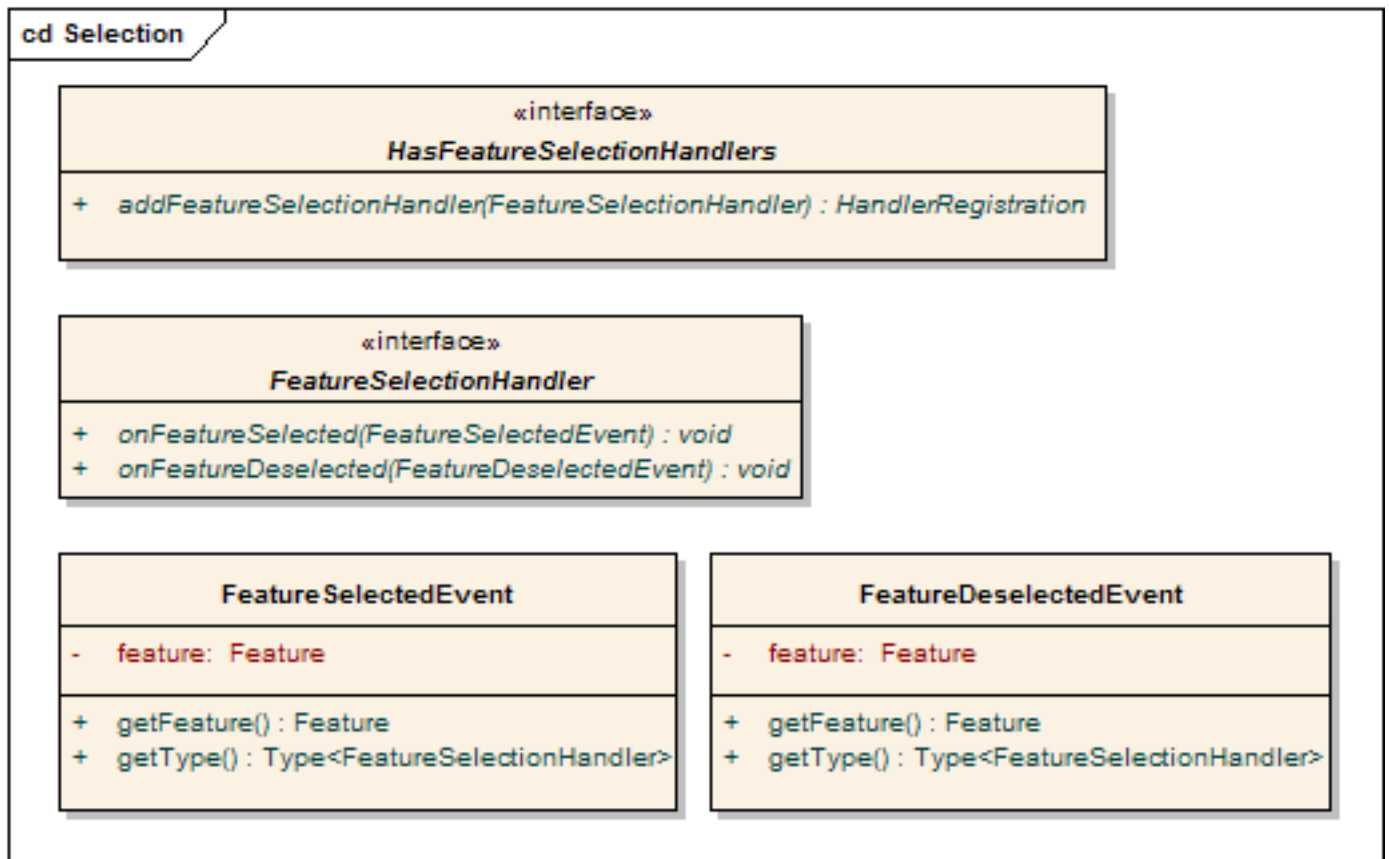 cd Selection
«interface»
HasFeatureSelectionHandlers
+ addFeatureSelectionHandler(FeatureSelectionHandler) : HandlerRegistration
«interface»
FeatureSelectionHandler
+ onFeatureSelected(FeatureSelectedEvent) : void
+ onFeatureDeselected(FeatureDeselectedEvent) : void
FeatureSelectedEvent
- feature: Feature
+ getFeature() : Feature
+ getType() : Type<FeatureSelectionHandler>
FeatureDeselectedEvent
- feature: Feature
+ getFeature() : Feature
+ getType() : Type<FeatureSelectionHandler>